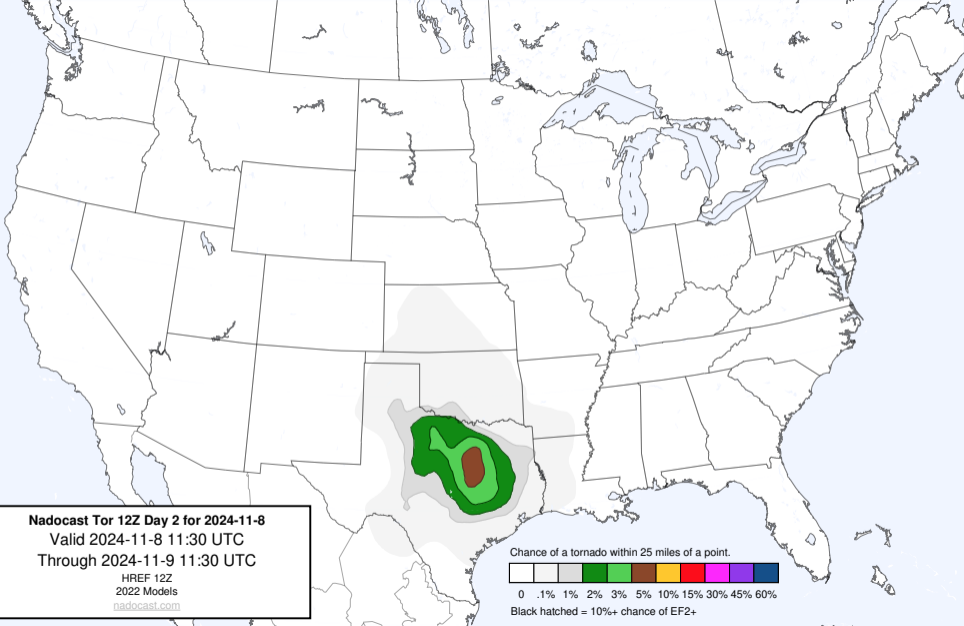 Nadocast Tor 12Z Day 2 for 2024-11-8
Valid 2024-11-8 11:30 UTC
Through 2024-11-9 11:30 UTC
HREF 12Z
2022 Models
nadocast.com
Chance of a tornado within 25 miles of a point.
0 .1% 1% 2% 3% 5% 10% 15% 30% 45% 60%
Black hatched = 10%+ chance of EF2+